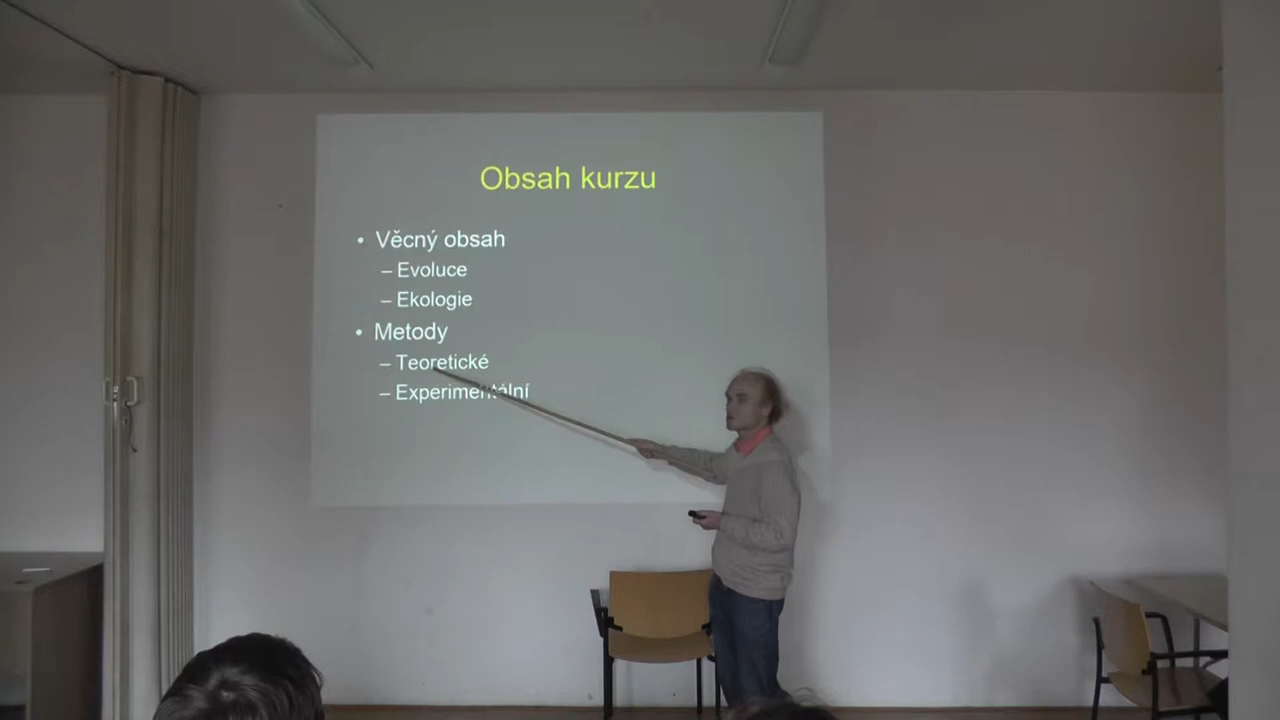 Obsah kurzu
• Věcný obsah
– Evoluce
– Ekologie
• Metody
– Teoretické
– Experimentální